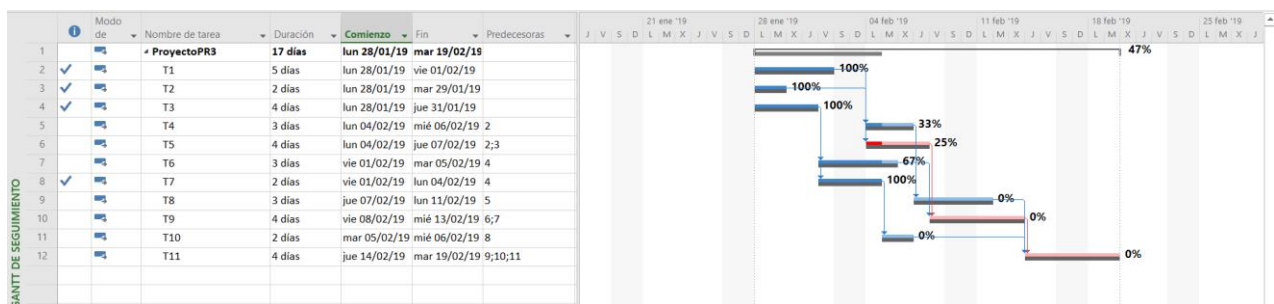 21 ene '19 28 ene '19 04 feb '19 11 feb '19 18 feb '19 25 feb '19
Modo de Nombre de tarea Duración Comienzo Fin Predecesoras J V S D L M X J V S D L M X J V S D L M X J V S D L M X J V S D L M X J V S D L M X J
1 ProyectoPR3 17 días lun 28/01/19 mar 19/02/19 47%
2 T1 5 días lun 28/01/19 vie 01/02/19 100%
3 T2 2 días lun 28/01/19 mar 29/01/19 100%
4 T3 4 días lun 28/01/19 jue 31/01/19 100%
5 T4 3 días lun 04/02/19 mié 06/02/19 2 33%
6 T5 4 días lun 04/02/19 jue 07/02/19 2;3 25%
7 T6 3 días vie 01/02/19 mar 05/02/19 4 67%
8 T7 2 días vie 01/02/19 lun 04/02/19 4 100%
9 T8 3 días jue 07/02/19 lun 11/02/19 5 0%
10 T9 4 días vie 08/02/19 mié 13/02/19 6;7 0%
11 T10 2 días mar 05/02/19 mié 06/02/19 8 0%
12 T11 4 días jue 14/02/19 mar 19/02/19 9;10;11 0%
GANTT DE SEGUIMIENTO